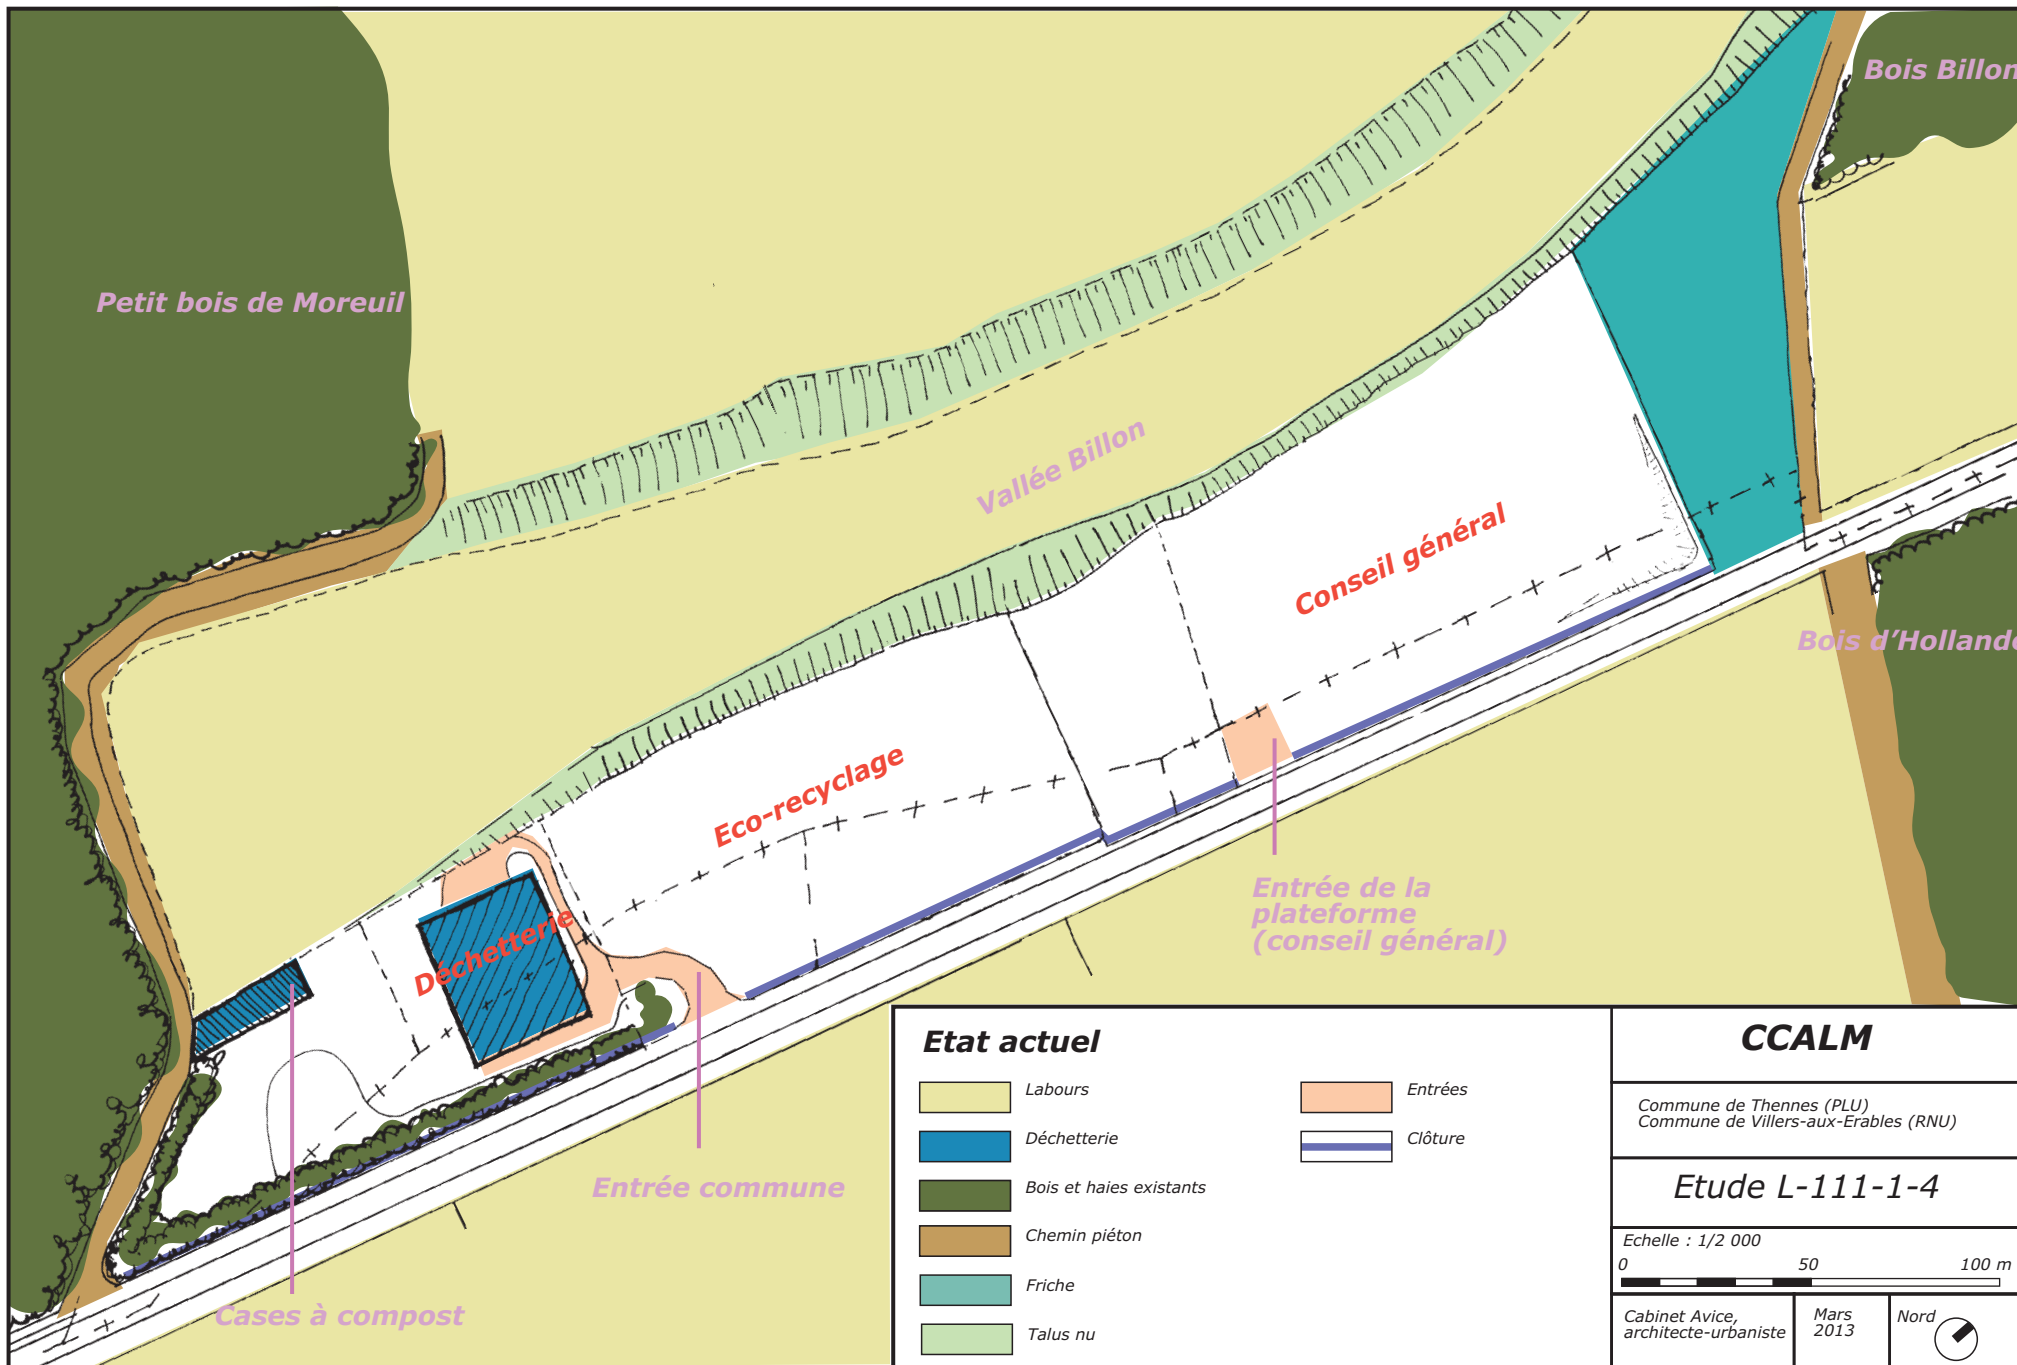 Bois Billon
Petit bois de Moreuil
Vallée Billon
Conseil général
Bois d'Hollande
Eco-recyclage
Entrée de la
plateforme
(conseil général)
Déchetterie
Entrée commune
Cases à compost
Etat actuel
Labours
Déchetterie
Bois et haies existants
Chemin piéton
Friche
Talus nu
Entrées
Clôture
CCALM
Commune de Thennes (PLU)
Commune de Villers-aux-Erables (RNU)
Etude L-111-1-4
Echelle : 1/2 000
0 50 100 m
Cabinet Avice,
architecte-urbaniste
Mars
2013
Nord